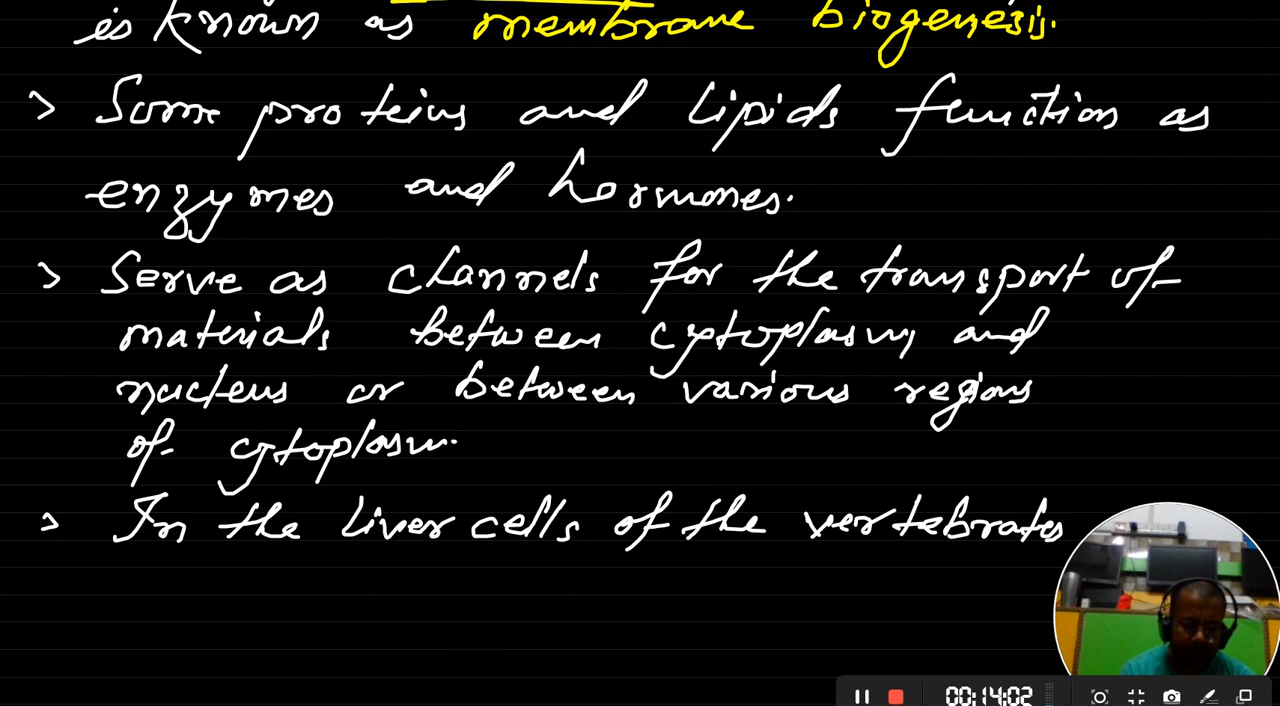 is known as membrane biogenesis.
> Some proteins and lipids function as
enzymes and hormones.
> Serve as channels for the transport of
materials between cytoplasm and
nucleus or between various regions
of cytoplasm.
> In the liver cells of the vertebrates
00:14:02